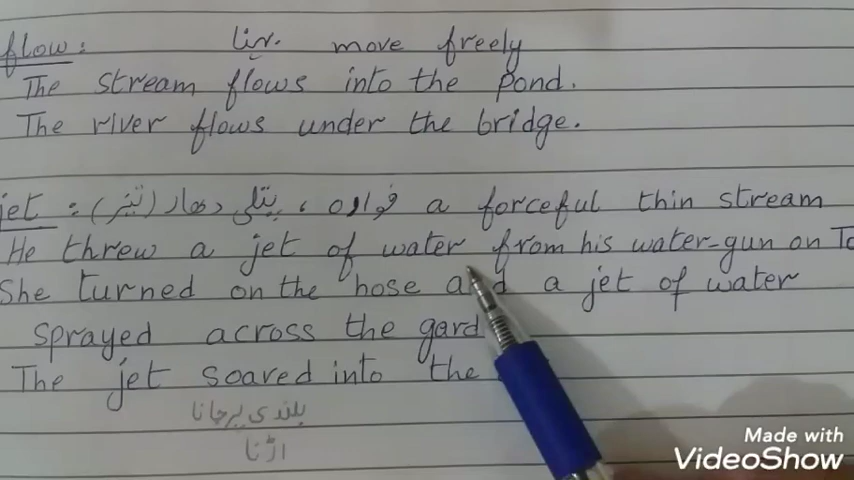 flow: بہنا move freely
The stream flows into the pond.
The river flows under the bridge.
jet: فوارہ، پتلی دھار (تیز) a forceful thin stream
He threw a jet of water from his water-gun on
She turned on the hose a d a jet of water
sprayed across the gard
The jet soared into the
بلندی پر جانا
اڑنا
Made with
VideoShow